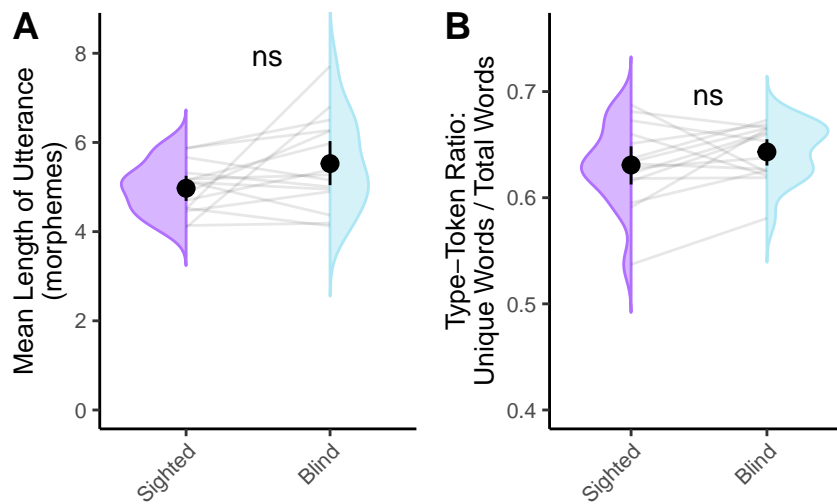 A
Mean Length of Utterance
(morphemes)
8
6
4
2
0
ns
Sighted
Blind
B
Type−Token Ratio:
Unique Words / Total Words
0.7
0.6
0.5
0.4
ns
Sighted
Blind